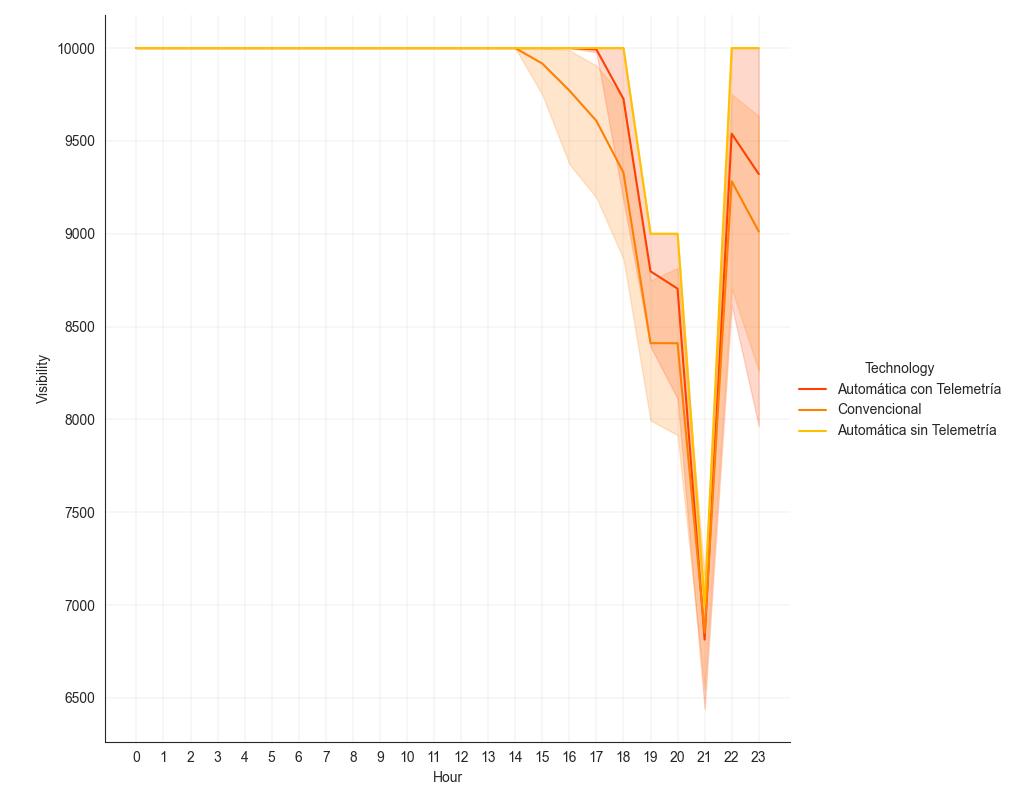 10000
9500
9000
8500
8000
7500
7000
6500
Visibility
0 1 2 3 4 5 6 7 8 9 10 11 12 13 14 15 16 17 18 19 20 21 22 23
Hour
Technology
Automática con Telemetría
Convencional
Automática sin Telemetría